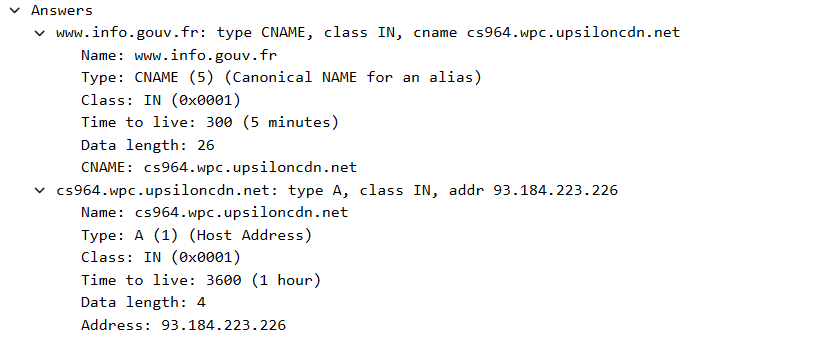 Answers
www.info.gouv.fr: type CNAME, class IN, cname cs964.wpc.upsiloncdn.net
Name: www.info.gouv.fr
Type: CNAME (5) (Canonical NAME for an alias)
Class: IN (0x0001)
Time to live: 300 (5 minutes)
Data length: 26
CNAME: cs964.wpc.upsiloncdn.net
cs964.wpc.upsiloncdn.net: type A, class IN, addr 93.184.223.226
Name: cs964.wpc.upsiloncdn.net
Type: A (1) (Host Address)
Class: IN (0x0001)
Time to live: 3600 (1 hour)
Data length: 4
Address: 93.184.223.226